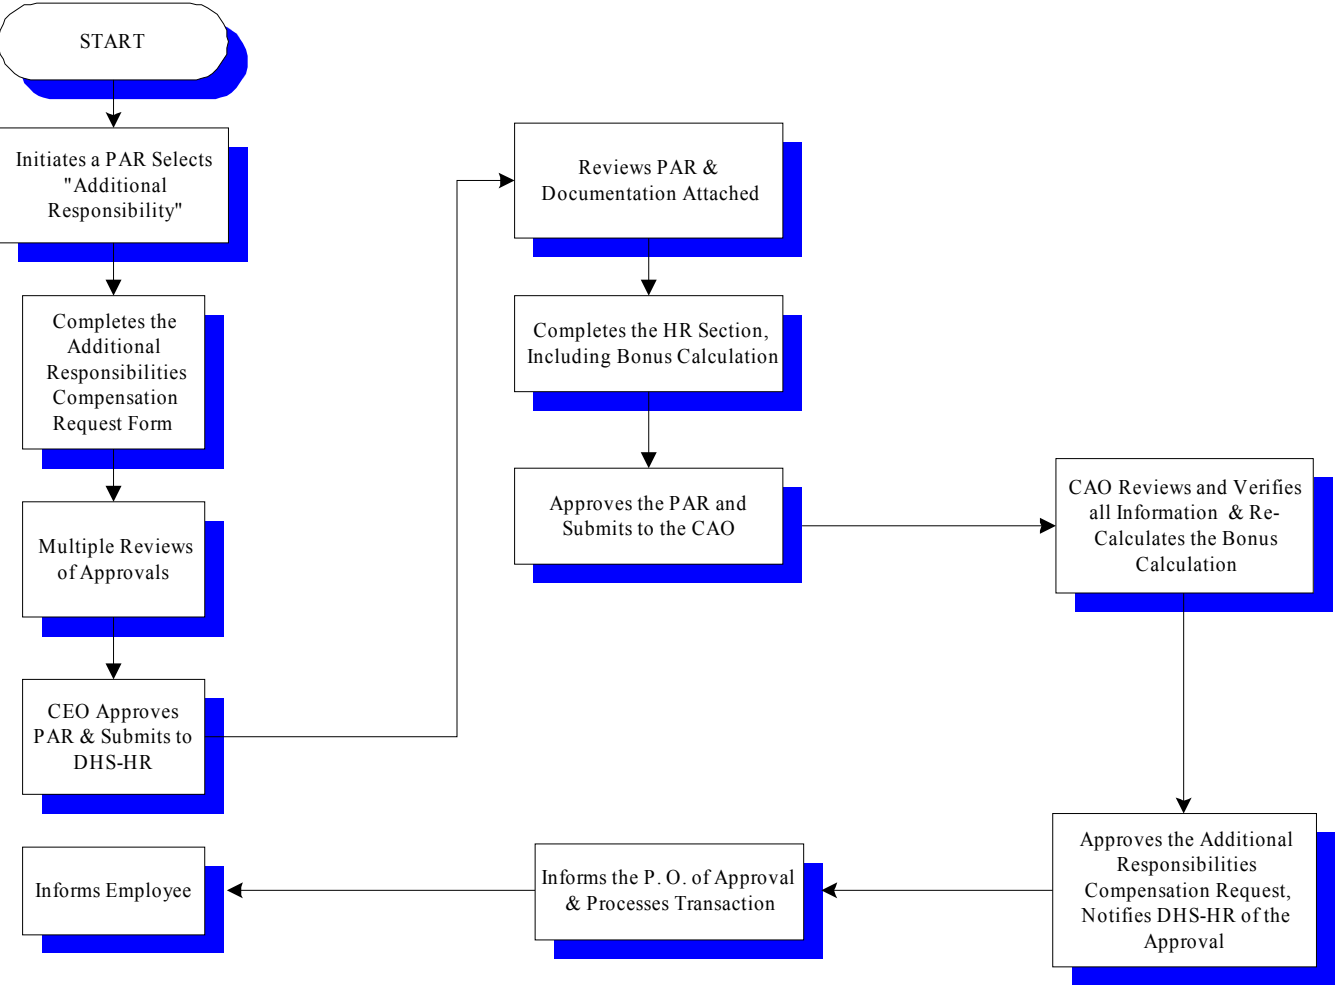 START
Initiates a PAR Selects
"Additional
Responsibility"
Completes the
Additional
Responsibilities
Compensation
Request Form
Multiple Reviews
of Approvals
CEO Approves
PAR & Submits to
DHS-HR
Reviews PAR &
Documentation Attached
Completes the HR Section,
Including Bonus Calculation
Approves the PAR and
Submits to the CAO
CAO Reviews and Verifies
all Information & Re-
Calculates the Bonus
Calculation
Approves the Additional
Responsibilities
Compensation Request,
Notifies DHS-HR of the
Approval
Informs the P. O. of Approval
& Processes Transaction
Informs Employee